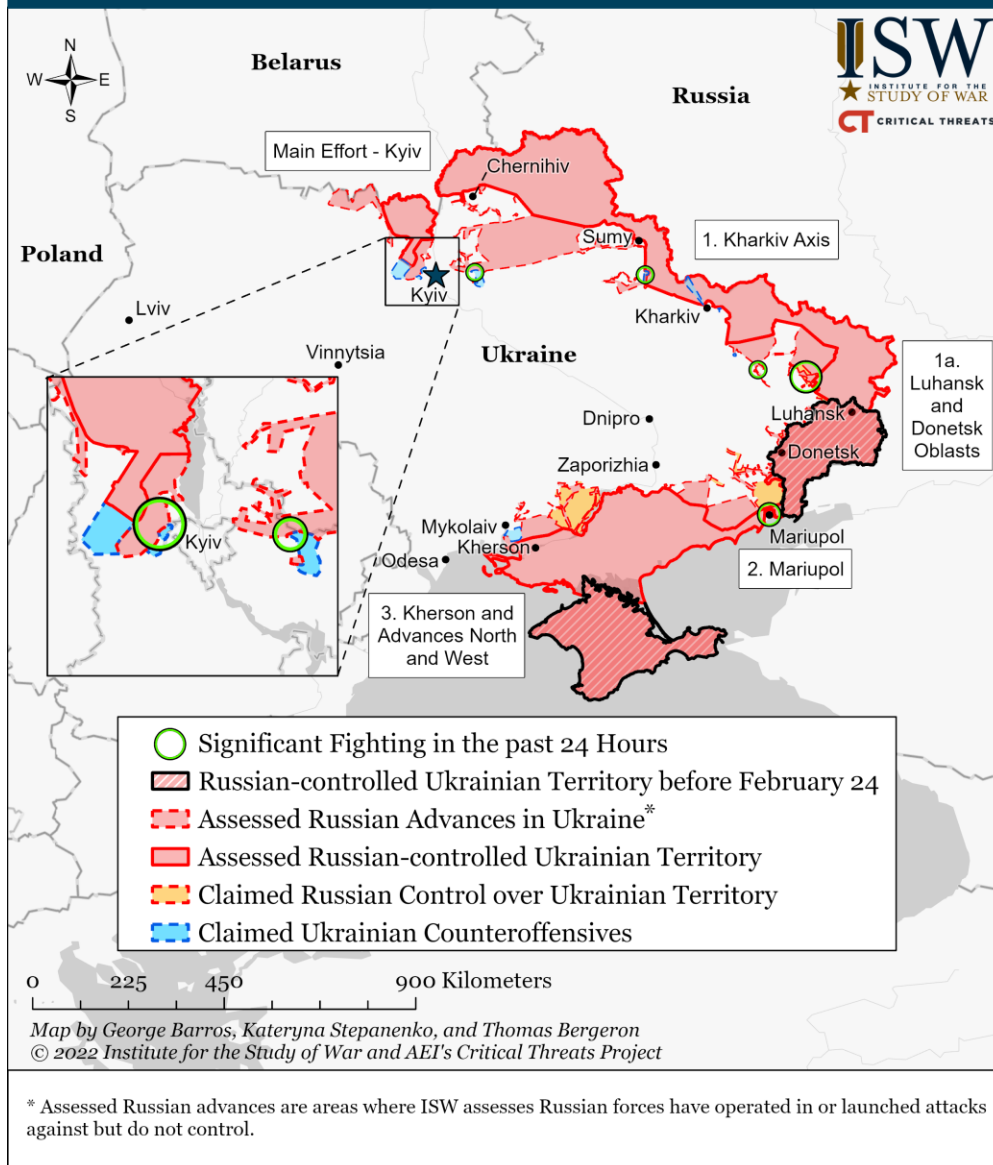 N
W
E
S
Belarus
Russia
ISW
INSTITUTE FOR THE
STUDY OF WAR
CT CRITICAL THREATS
Main Effort - Kyiv
Chernihiv
Poland
Sumy
1. Kharkiv Axis
Kyiv
Lviv
Kharkiv
Vinnytsia
Ukraine
1a.
Luhansk
and
Donetsk
Oblasts
Dnipro
Luhansk
Donetsk
Zaporizhia
Kyiv
Mykolaiv
Kherson
Mariupol
Odesa
2. Mariupol
3. Kherson and
Advances North
and West
Significant Fighting in the past 24 Hours
Russian-controlled Ukrainian Territory before February 24
Assessed Russian Advances in Ukraine*
Assessed Russian-controlled Ukrainian Territory
Claimed Russian Control over Ukrainian Territory
Claimed Ukrainian Counteroffensives
0 225 450 900 Kilometers
Map by George Barros, Kateryna Stepanenko, and Thomas Bergeron
© 2022 Institute for the Study of War and AEI's Critical Threats Project
* Assessed Russian advances are areas where ISW assesses Russian forces have operated in or launched attacks
against but do not control.